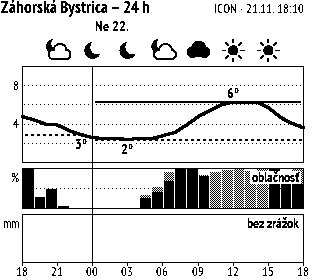 Záhorská Bystrica – 24 h
ICON - 21.11. 18:10
Ne 22.
8
6°
4
3°
2°
%
oblačnosť
mm
bez zrážok
18 21 00 03 06 09 12 15 18